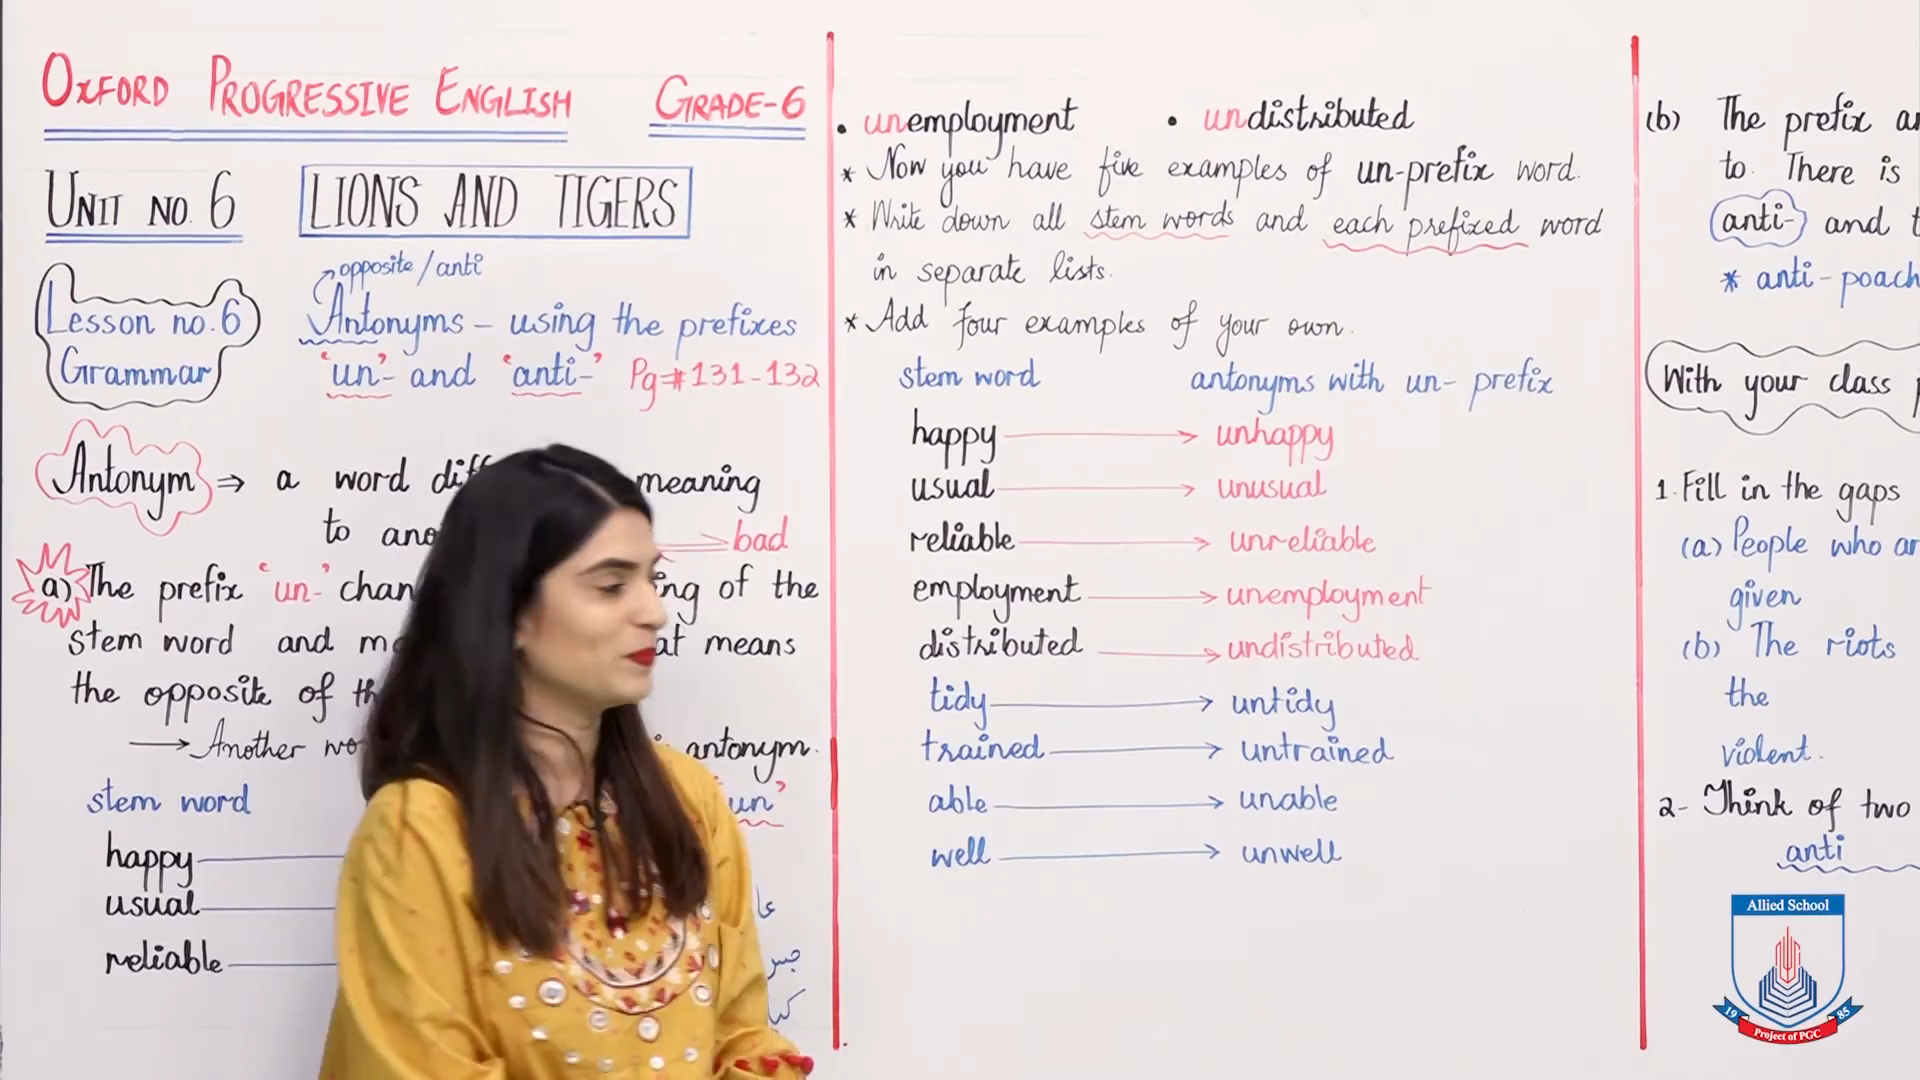 OXFORD PROGRESSIVE ENGLISH GRADE-6
UNIT NO. 6 LIONS AND TIGERS
opposite/anti
Lesson no. 6
Grammar
Antonyms – using the prefixes
'un'- and 'anti-' Pg# 131-132
Antonym ⇒ a word meaning
to bad
a) The prefix 'un-' of the
stem word and means
the opposite of
→ Another antonym.
stem word 'un'
happy
usual
reliable
• unemployment • undistributed
* Now you have five examples of un-prefix word.
* Write down all stem words and each prefixed word
in separate lists.
* Add four examples of your own.
stem word antonyms with un- prefix
happy → unhappy
usual → unusual
reliable → unreliable
employment → unemployment
distributed → undistributed
tidy → untidy
trained → untrained
able → unable
well → unwell
(b) The prefix
to. There is
anti- and
* anti-poach
With your class
1. Fill in the gaps
(a) People who
given
(b) The riots
the
violent.
2- Think of two
anti
Allied School
19 85
Project of PGC